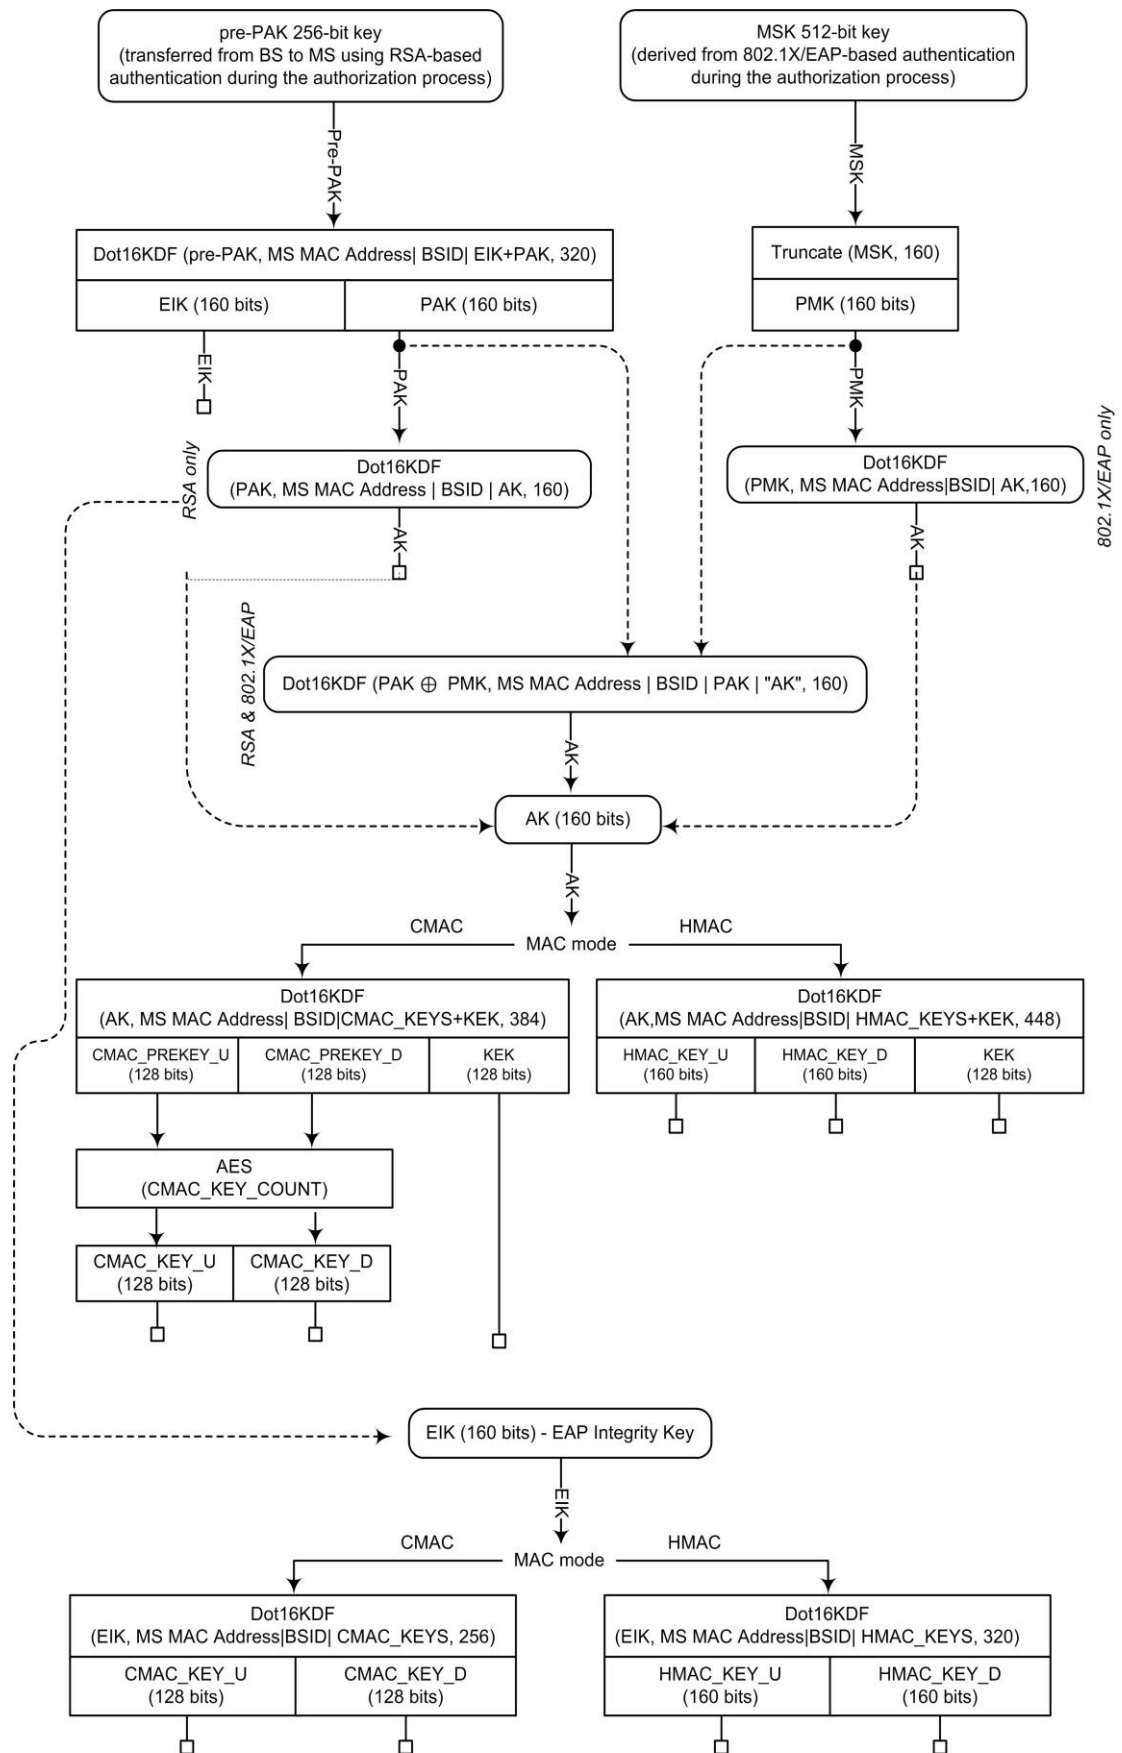 pre-PAK 256-bit key
(transferred from BS to MS using RSA-based
authentication during the authorization process)
MSK 512-bit key
(derived from 802.1X/EAP-based authentication
during the authorization process)
Pre-PAK
MSK
Dot16KDF (pre-PAK, MS MAC Address| BSID| EIK+PAK, 320)
EIK (160 bits)
PAK (160 bits)
Truncate (MSK, 160)
PMK (160 bits)
EIK
PAK
PMK
RSA only
Dot16KDF
(PAK, MS MAC Address | BSID | AK, 160)
Dot16KDF
(PMK, MS MAC Address|BSID| AK,160)
802.1X/EAP only
AK
AK
RSA & 802.1X/EAP
Dot16KDF (PAK ⊕ PMK, MS MAC Address | BSID | PAK | "AK", 160)
AK
AK (160 bits)
AK
CMAC
MAC mode
HMAC
Dot16KDF
(AK, MS MAC Address| BSID|CMAC_KEYS+KEK, 384)
CMAC_PREKEY_U
(128 bits)
CMAC_PREKEY_D
(128 bits)
KEK
(128 bits)
Dot16KDF
(AK,MS MAC Address|BSID| HMAC_KEYS+KEK, 448)
HMAC_KEY_U
(160 bits)
HMAC_KEY_D
(160 bits)
KEK
(128 bits)
AES
(CMAC_KEY_COUNT)
CMAC_KEY_U
(128 bits)
CMAC_KEY_D
(128 bits)
EIK (160 bits) - EAP Integrity Key
EIK
CMAC
MAC mode
HMAC
Dot16KDF
(EIK, MS MAC Address|BSID| CMAC_KEYS, 256)
CMAC_KEY_U
(128 bits)
CMAC_KEY_D
(128 bits)
Dot16KDF
(EIK, MS MAC Address|BSID| HMAC_KEYS, 320)
HMAC_KEY_U
(160 bits)
HMAC_KEY_D
(160 bits)